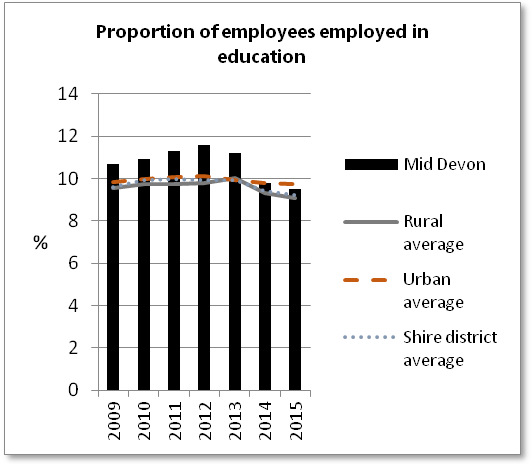 Proportion of employees employed in
education
14
12
10
8
6
4
2
0
%
2009
2010
2011
2012
2013
2014
2015
Mid Devon
Rural
average
Urban
average
Shire district
average